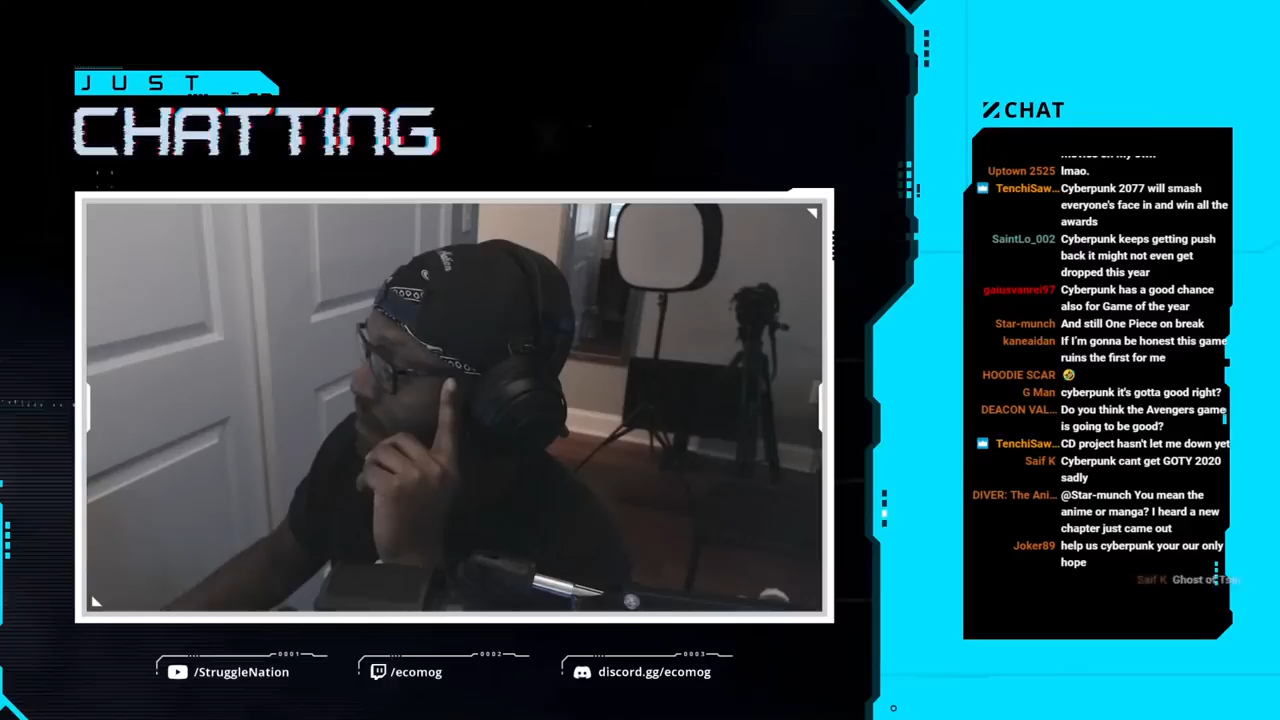 JUST
CHATTING
CHAT
Uptown 2525 lmao.
TenchiSaw... Cyberpunk 2077 will smash
everyone's face in and win all the
awards
SaintLo_002 Cyberpunk keeps getting push
back it might not even get
dropped this year
gaiusvanrei97 Cyberpunk has a good chance
also for Game of the year
Star-munch And still One Piece on break
kaneaidan If I'm gonna be honest this game
ruins the first for me
HOODIE SCAR 🤣
G Man cyberpunk it's gotta good right?
DEACON VAL... Do you think the Avengers game
is going to be good?
TenchiSaw... CD project hasn't let me down yet
Saif K Cyberpunk cant get GOTY 2020
sadly
DIVER: The Ani... @Star-munch You mean the
anime or manga? I heard a new
chapter just came out
Joker89 help us cyberpunk your our only
hope
Saif K Ghost of
0001
/StruggleNation
0002
/ecomog
0003
discord.gg/ecomog